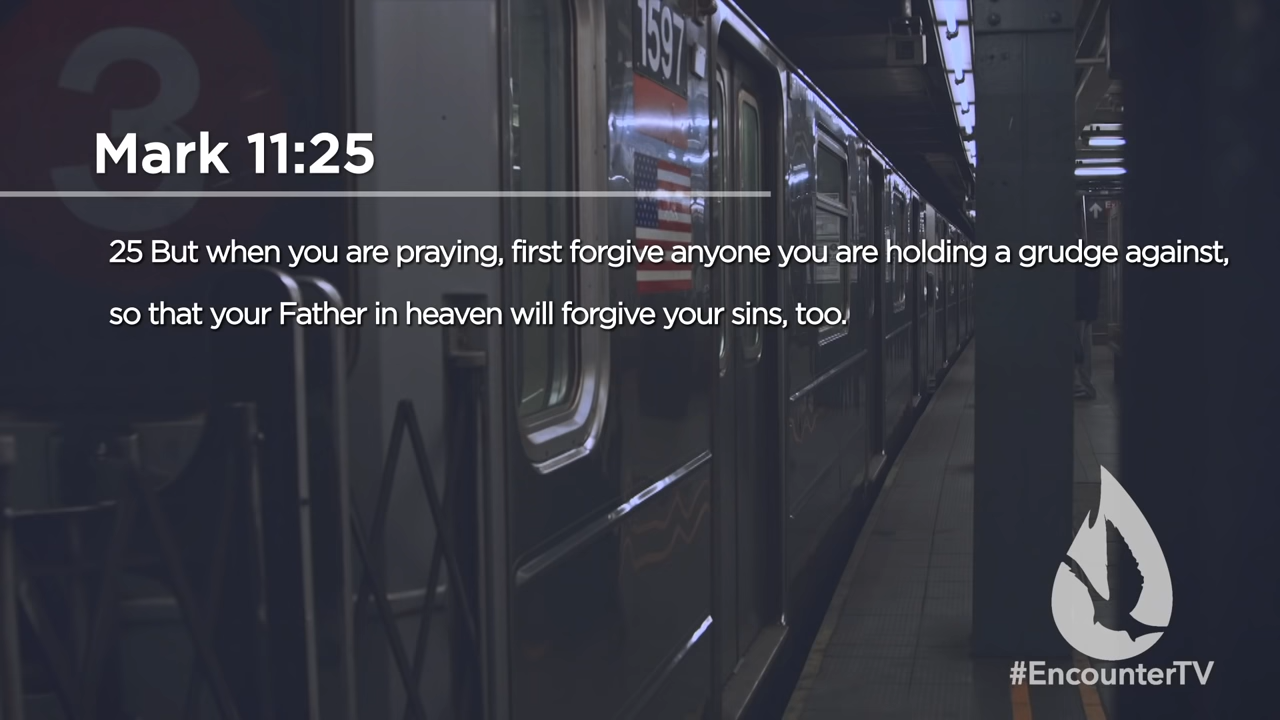 3
1597
Mark 11:25
25 But when you are praying, first forgive anyone you are holding a grudge against,
so that your Father in heaven will forgive your sins, too.
#EncounterTV